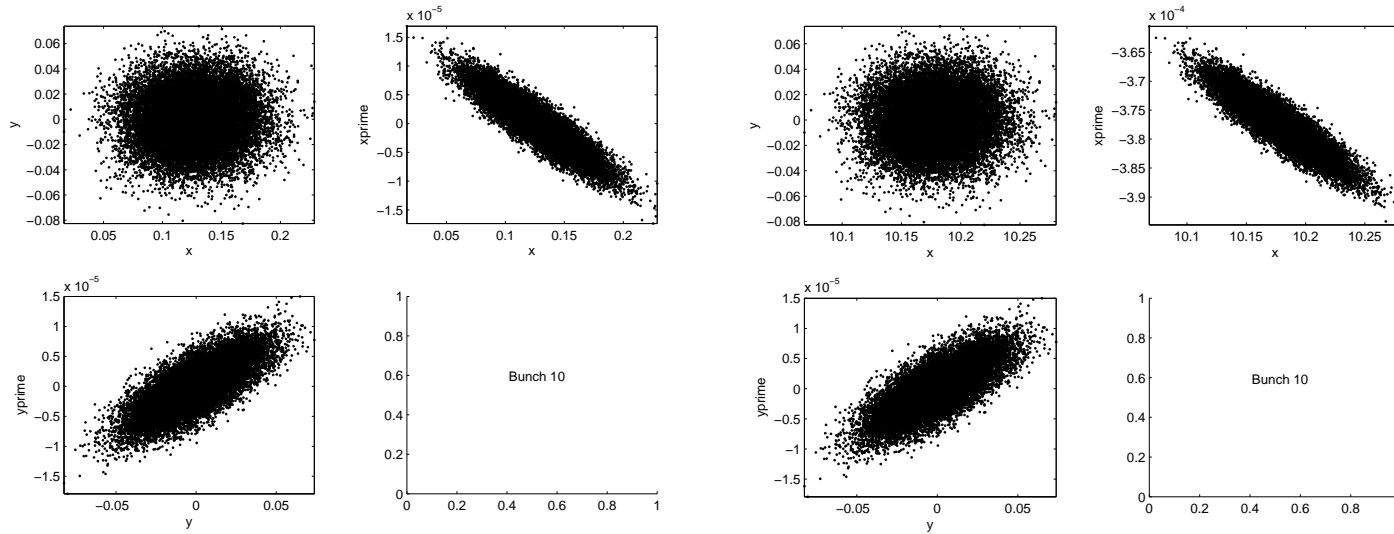 0.06
0.04
0.02
0
−0.02
−0.04
−0.06
−0.08
y
0.05 0.1 0.15 0.2
x
x 10⁻⁵
1.5
1
0.5
0
−0.5
−1
−1.5
xprime
0.05 0.1 0.15 0.2
x
x 10⁻⁵
1.5
1
0.5
0
−0.5
−1
−1.5
yprime
−0.05 0 0.05
y
1
0.8
0.6
0.4
0.2
0
Bunch 10
0 0.2 0.4 0.6 0.8 1
0.06
0.04
0.02
0
−0.02
−0.04
−0.06
−0.08
y
10.1 10.15 10.2 10.25
x
x 10⁻⁴
−3.65
−3.7
−3.75
−3.8
−3.85
−3.9
xprime
10.1 10.15 10.2 10.25
x
x 10⁻⁵
1.5
1
0.5
0
−0.5
−1
−1.5
yprime
−0.05 0 0.05
y
1
0.8
0.6
0.4
0.2
0
Bunch 10
0 0.2 0.4 0.6 0.8